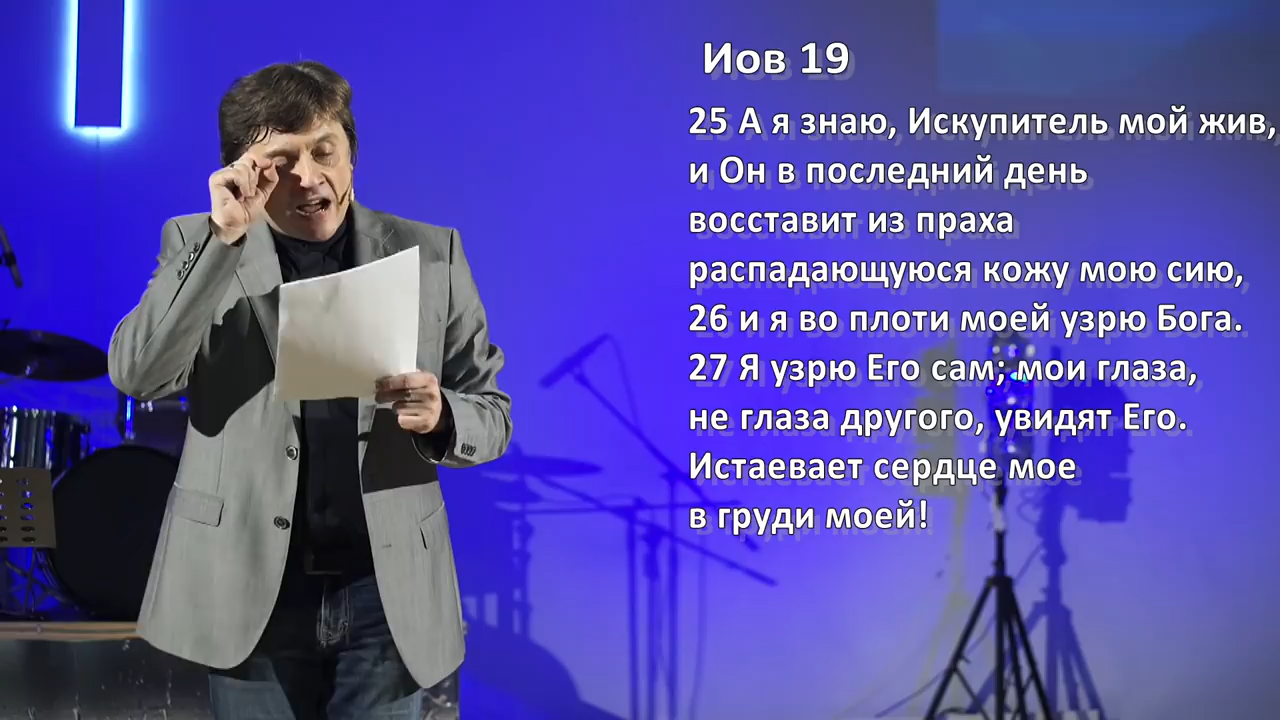 Иов 19
25 А я знаю, Искупитель мой жив,
и Он в последний день
восставит из праха
распадающуюся кожу мою сию,
26 и я во плоти моей узрю Бога.
27 Я узрю Его сам; мои глаза,
не глаза другого, увидят Его.
Истаевает сердце мое
в груди моей!